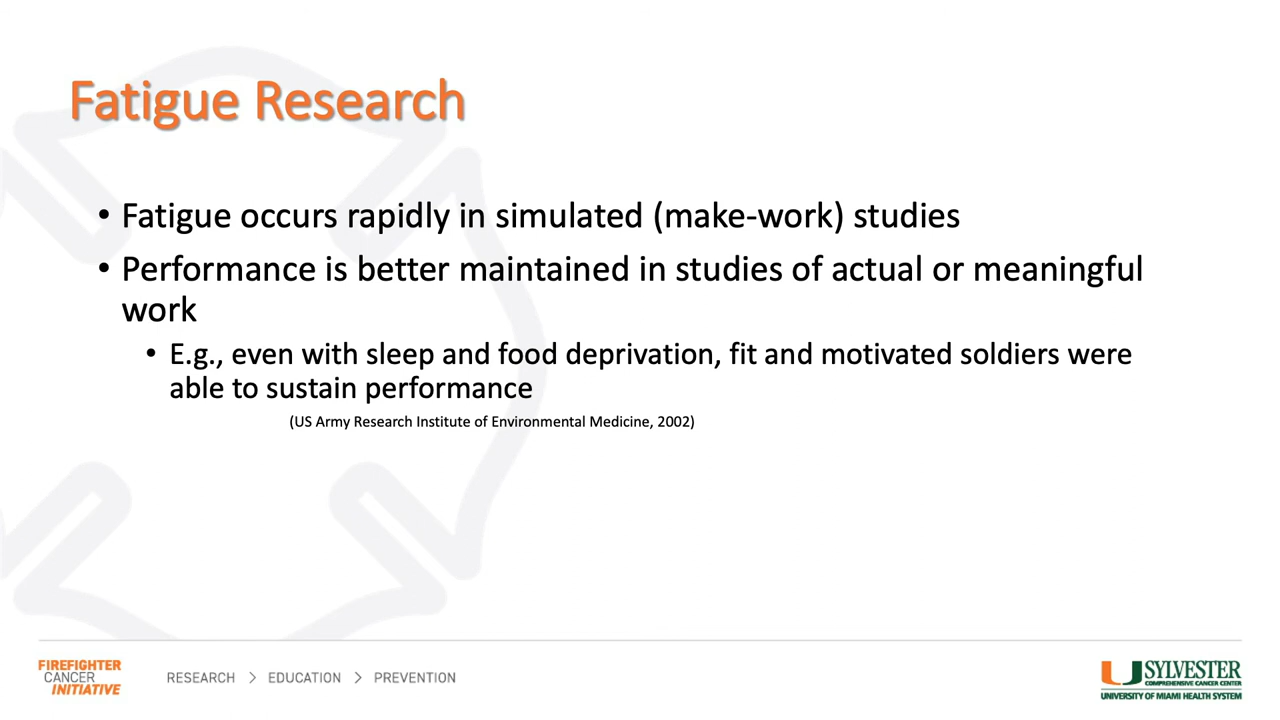 Fatigue Research
• Fatigue occurs rapidly in simulated (make-work) studies
• Performance is better maintained in studies of actual or meaningful
work
• E.g., even with sleep and food deprivation, fit and motivated soldiers were
able to sustain performance
(US Army Research Institute of Environmental Medicine, 2002)
FIREFIGHTER
CANCER
INITIATIVE
RESEARCH > EDUCATION > PREVENTION
SYLVESTER
COMPREHENSIVE CANCER CENTER
UNIVERSITY OF MIAMI HEALTH SYSTEM